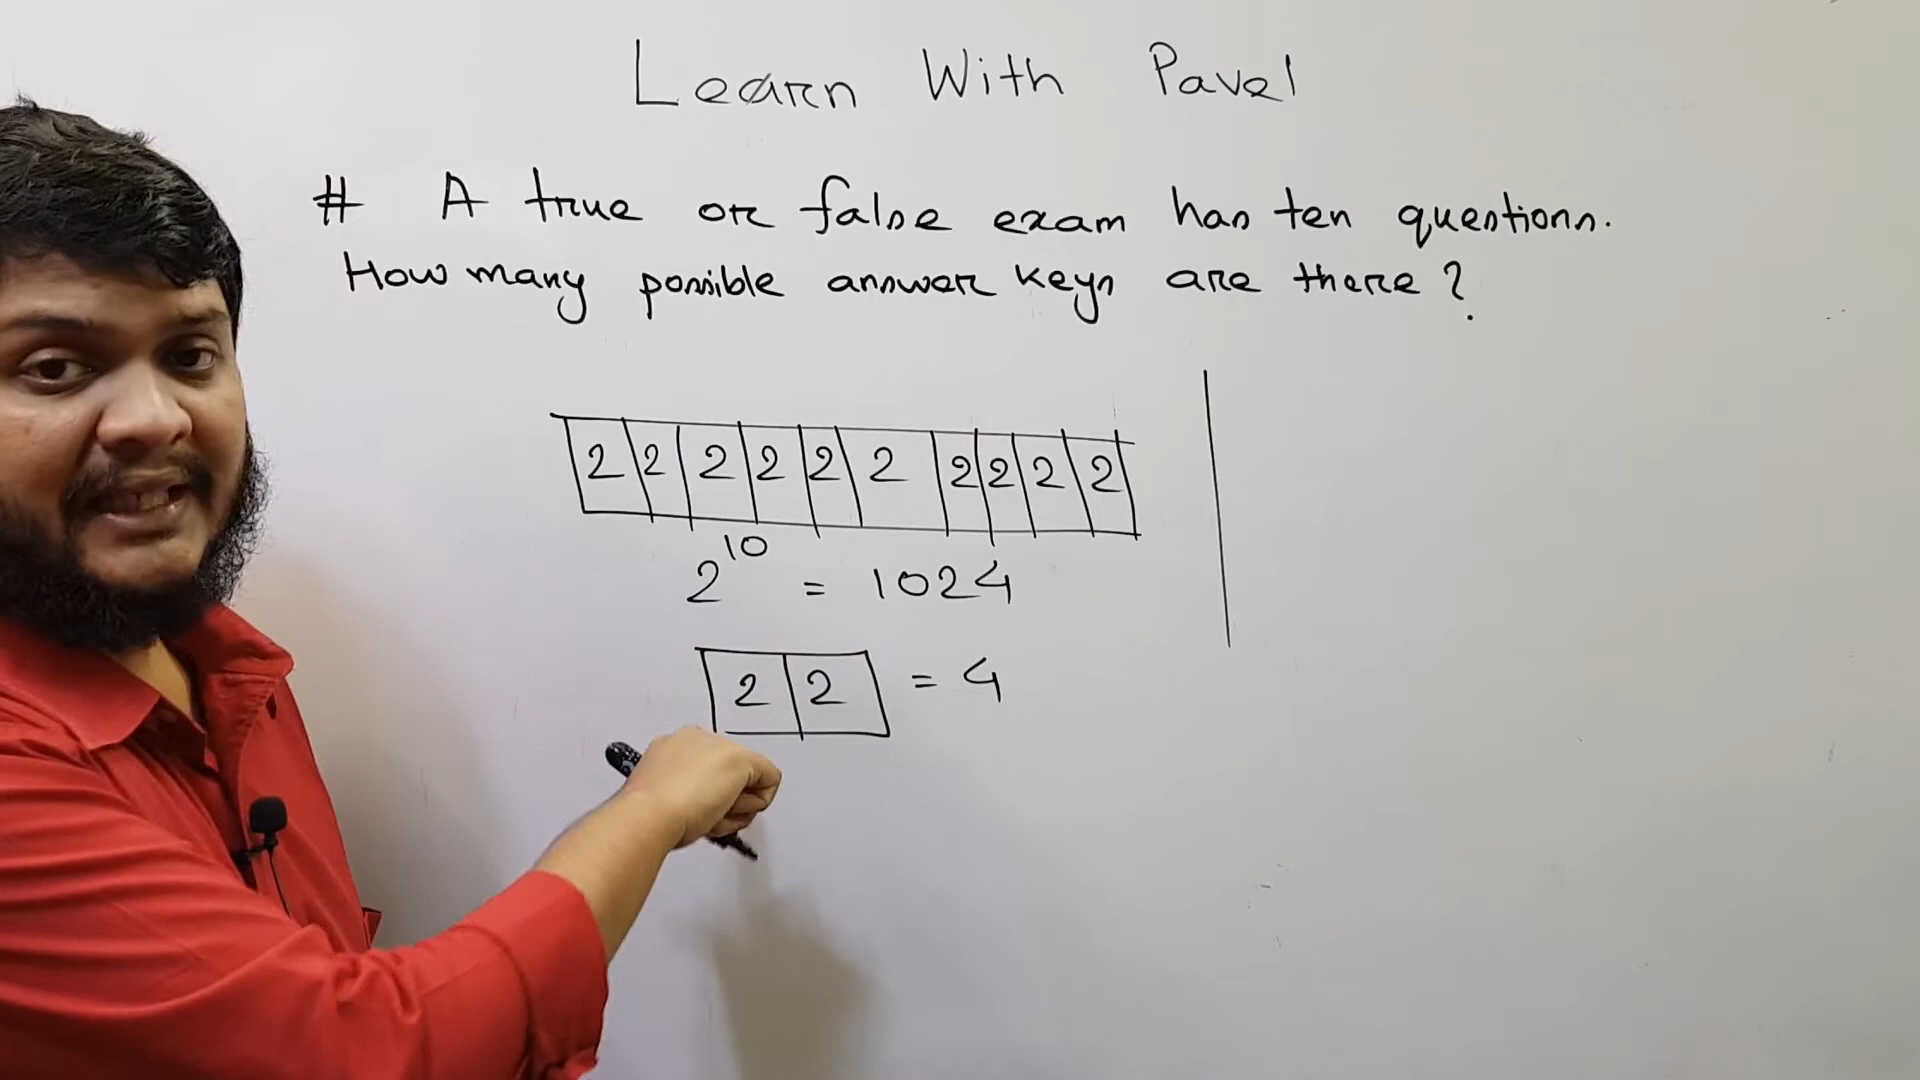 Learn With Pavel
# A true or false exam has ten questions.
How many possible answer keys are there?
2 2 2 2 2 2 2 2 2 2
2^10 = 1024
2 2 = 4